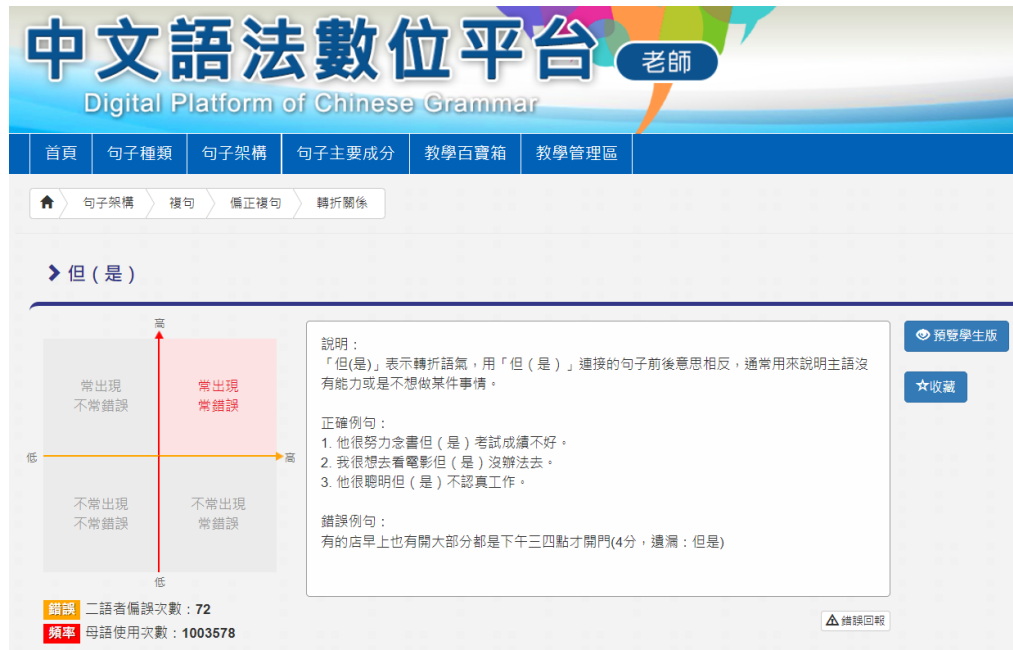 中文語法數位平台 老師
Digital Platform of Chinese Grammar
首頁 句子種類 句子架構 句子主要成分 教學百寶箱 教學管理區
句子架構 複句 偏正複句 轉折關係
但(是)
高
常出現
不常錯誤
常出現
常錯誤
低
高
不常出現
不常錯誤
不常出現
常錯誤
低
錯誤 二語者偏誤次數：72
頻率 母語使用次數：1003578
說明：
「但(是)」表示轉折語氣，用「但（是）」連接的句子前後意思相反，通常用來說明主語沒
有能力或是不想做某件事情。
正確例句：
1. 他很努力念書但（是）考試成績不好。
2. 我很想去看電影但（是）沒辦法去。
3. 他很聰明但（是）不認真工作。
錯誤例句：
有的店早上也有開大部分都是下午三四點才開門(4分，遺漏：但是)
預覽學生版
收藏
錯誤回報